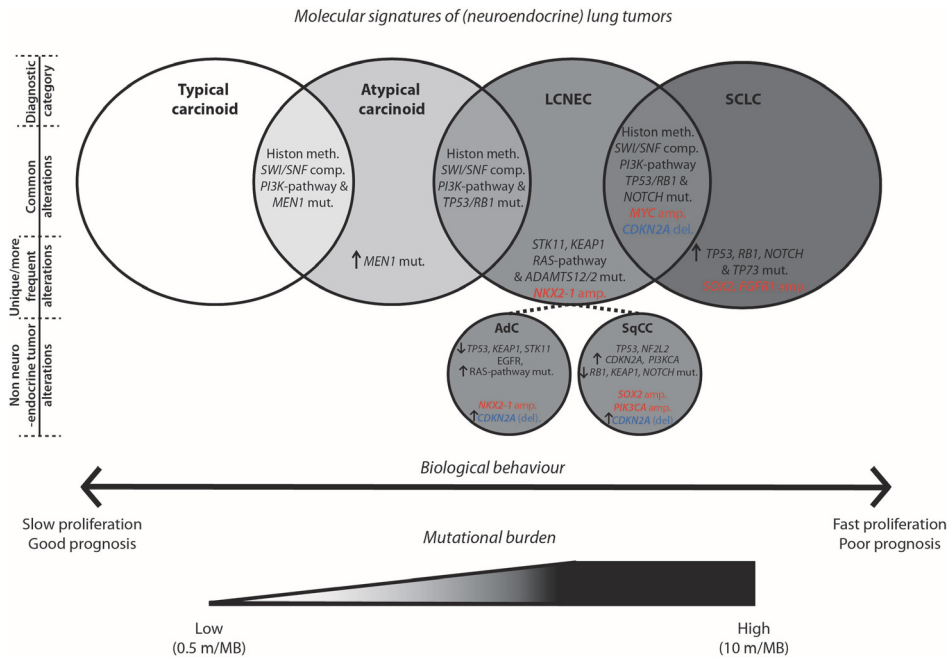 Molecular signatures of (neuroendocrine) lung tumors
Diagnostic
category
Common
alterations
Unique/more
frequent
alterations
Non neuro
-endocrine tumor
alterations
Typical
carcinoid
Atypical
carcinoid
LCNEC
SCLC
Histon meth.
SWI/SNF comp.
PI3K-pathway &
MEN1 mut.
Histon meth.
SWI/SNF comp.
PI3K-pathway &
TP53/RB1 mut.
Histon meth.
SWI/SNF comp.
PI3K-pathway
TP53/RB1 &
NOTCH mut.
MYC amp.
CDKN2A del.
↑ MEN1 mut.
STK11, KEAP1
RAS-pathway
& ADAMTS12/2 mut.
NKX2-1 amp.
↑ TP53, RB1, NOTCH
& TP73 mut.
SOX2, FGFR1 amp.
AdC
↓ TP53, KEAP1, STK11
EGFR,
↑ RAS-pathway mut.
NKX2-1 amp.
↑ CDKN2A (del).
SqCC
TP53, NF2L2
↑ CDKN2A, PI3KCA
↓ RB1, KEAP1, NOTCH mut.
SOX2 amp.
PIK3CA amp.
↑ CDKN2A (del)
Biological behaviour
Slow proliferation
Good prognosis
Fast proliferation
Poor prognosis
Mutational burden
Low
(0.5 m/MB)
High
(10 m/MB)